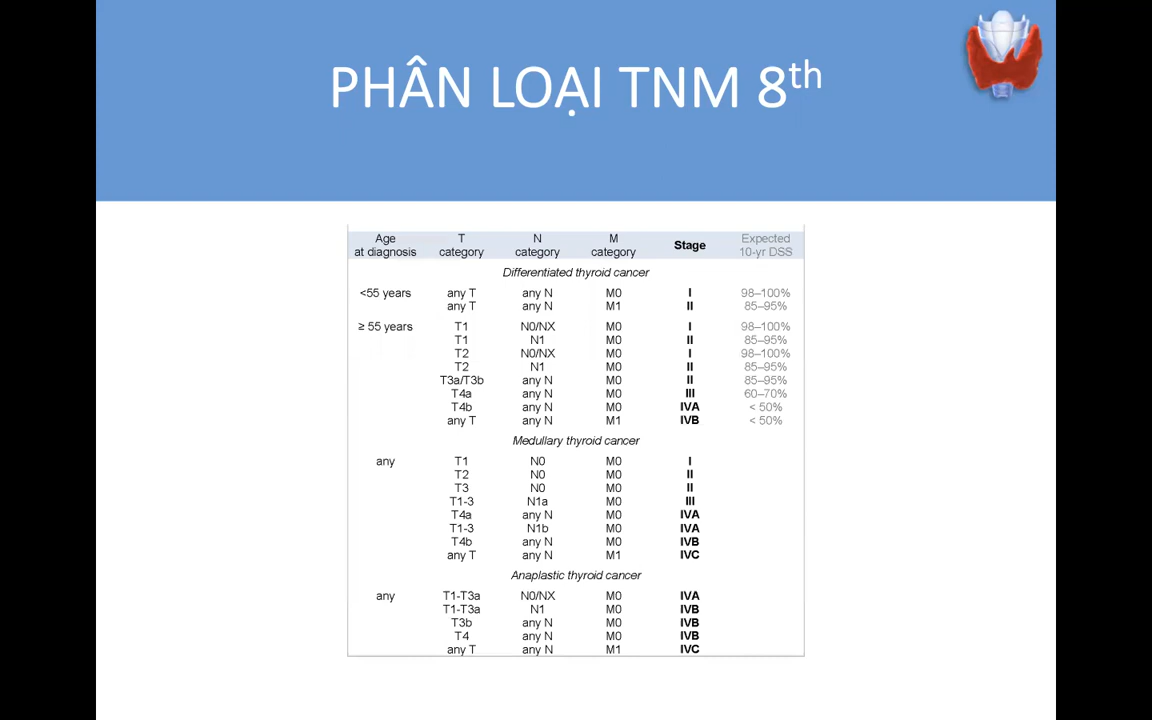 PHÂN LOẠI TNM 8th
Age at diagnosis T category N category M category Stage Expected 10-yr DSS
Differentiated thyroid cancer
<55 years any T any N M0 I 98–100%
any T any N M1 II 85–95%
≥ 55 years T1 N0/NX M0 I 98–100%
T1 N1 M0 II 85–95%
T2 N0/NX M0 I 98–100%
T2 N1 M0 II 85–95%
T3a/T3b any N M0 II 85–95%
T4a any N M0 III 60–70%
T4b any N M0 IVA < 50%
any T any N M1 IVB < 50%
Medullary thyroid cancer
any T1 N0 M0 I
T2 N0 M0 II
T3 N0 M0 II
T1-3 N1a M0 III
T4a any N M0 IVA
T1-3 N1b M0 IVA
T4b any N M0 IVB
any T any N M1 IVC
Anaplastic thyroid cancer
any T1-T3a N0/NX M0 IVA
T1-T3a N1 M0 IVB
T3b any N M0 IVB
T4 any N M0 IVB
any T any N M1 IVC